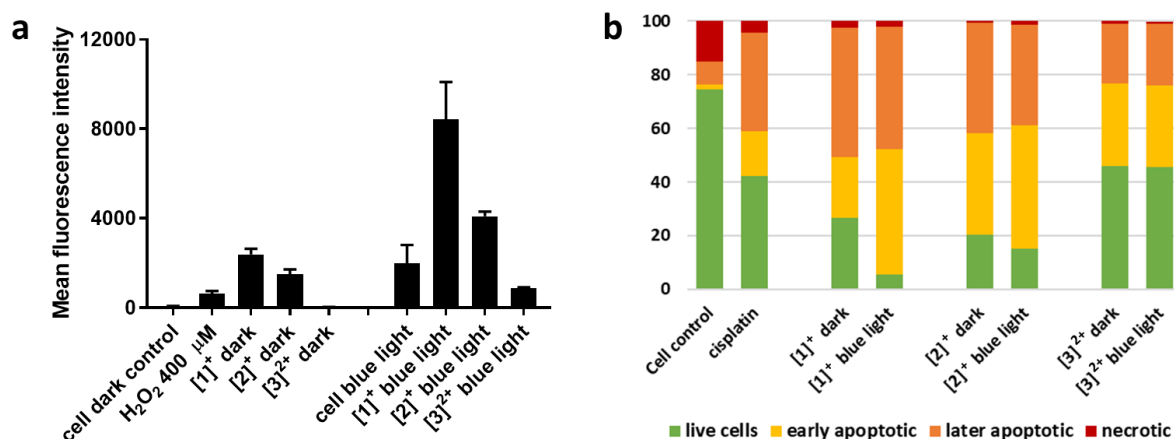 a
Mean fluorescence intensity
12000
8000
4000
0
cell dark control
H₂O₂ 400 µM
[1]⁺ dark
[2]⁺ dark
[3]²⁺ dark
cell blue light
[1]⁺ blue light
[2]⁺ blue light
[3]²⁺ blue light
b
100
80
60
40
20
0
Cell control
cisplatin
[1]⁺ dark
[1]⁺ blue light
[2]⁺ dark
[2]⁺ blue light
[3]²⁺ dark
[3]²⁺ blue light
live cells early apoptotic later apoptotic necrotic